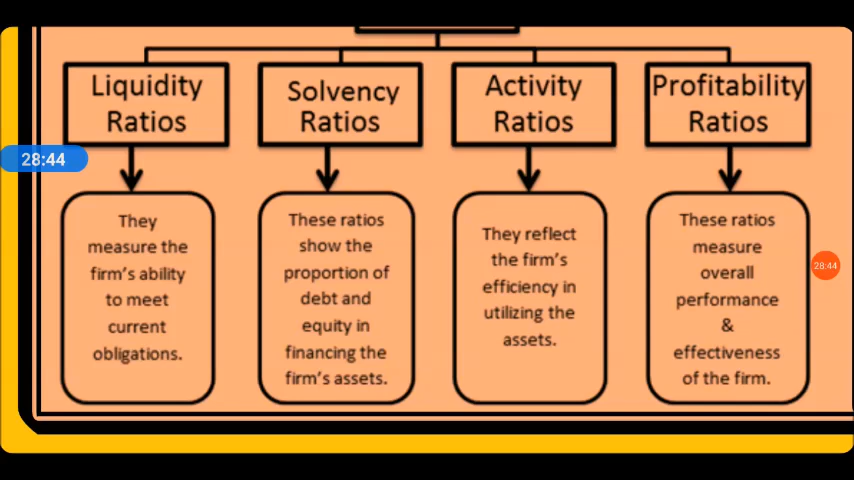 Liquidity
Ratios
Solvency
Ratios
Activity
Ratios
Profitability
Ratios
28:44
They
measure the
firm's ability
to meet
current
obligations.
These ratios
show the
proportion of
debt and
equity in
financing the
firm's assets.
They reflect
the firm's
efficiency in
utilizing the
assets.
These ratios
measure
overall
performance
&
effectiveness
of the firm.
28:44